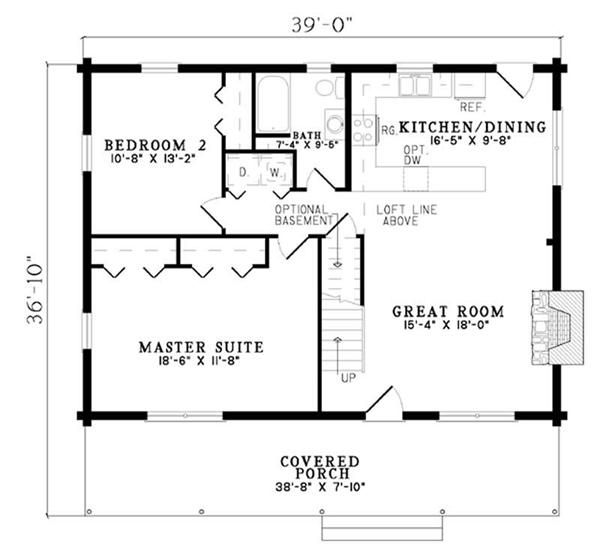 39'-0"
BEDROOM 2
10'-8" X 13'-2"
BATH
7'-4" X 9'-5"
REF.
RG.
KITCHEN/DINING
16'-5" X 9'-8"
OPT.
DW
D.
W.
OPTIONAL
BASEMENT
LOFT LINE
ABOVE
36'-10"
GREAT ROOM
15'-4" X 18'-0"
MASTER SUITE
18'-6" X 11'-8"
UP
COVERED
PORCH
38'-8" X 7'-10"